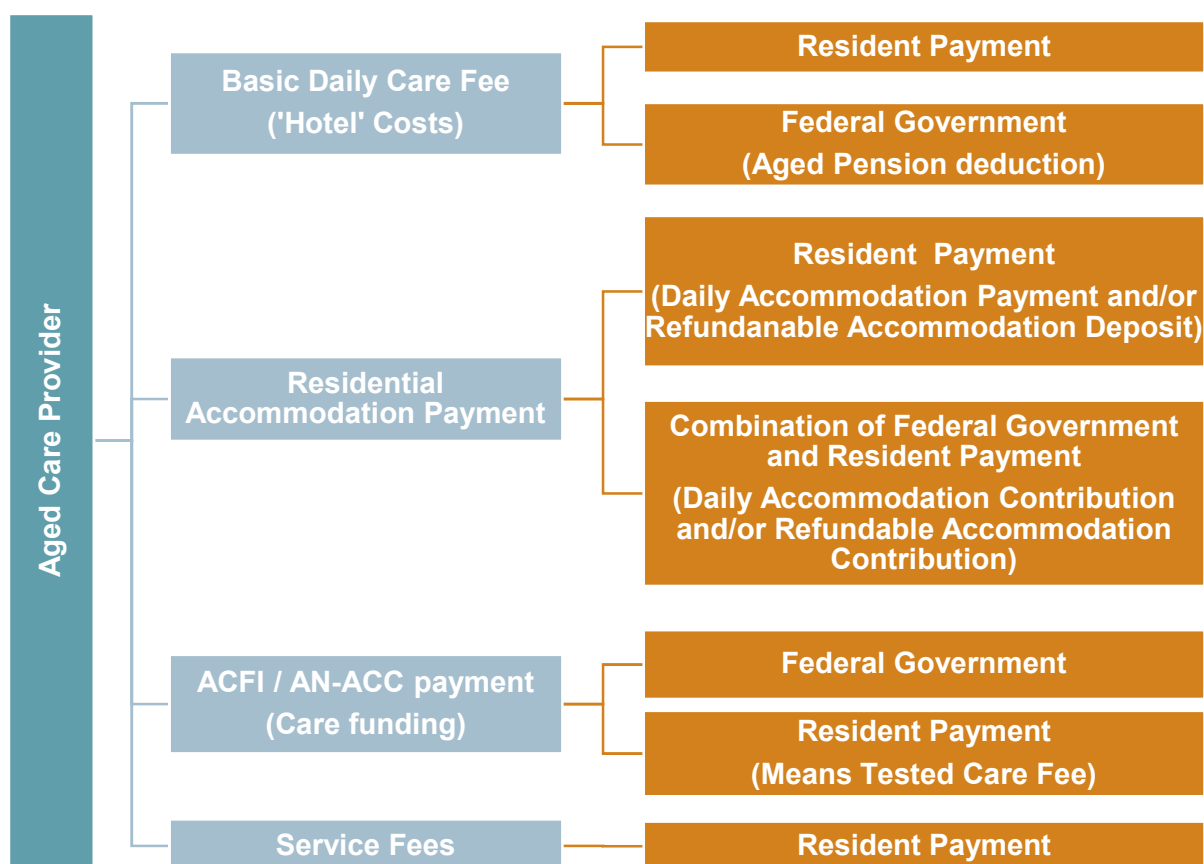 Aged Care Provider
Basic Daily Care Fee
('Hotel' Costs)
Resident Payment
Federal Government
(Aged Pension deduction)
Residential
Accommodation Payment
Resident Payment
(Daily Accommodation Payment and/or
Refundanable Accommodation Deposit)
Combination of Federal Government
and Resident Payment
(Daily Accommodation Contribution
and/or Refundable Accommodation
Contribution)
ACFI / AN-ACC payment
(Care funding)
Federal Government
Resident Payment
(Means Tested Care Fee)
Service Fees
Resident Payment